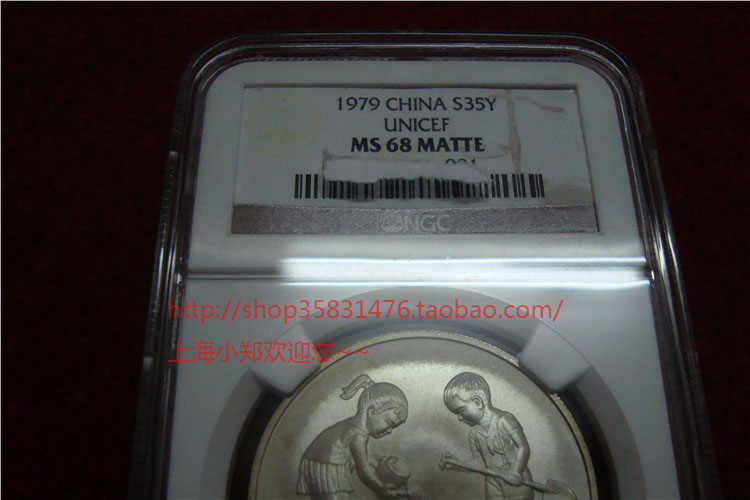 1979 CHINA S35Y
UNICEF
MS 68 MATTE
021
NGC
http://shop35831476.taobao.com/
上海小郑欢迎您~~